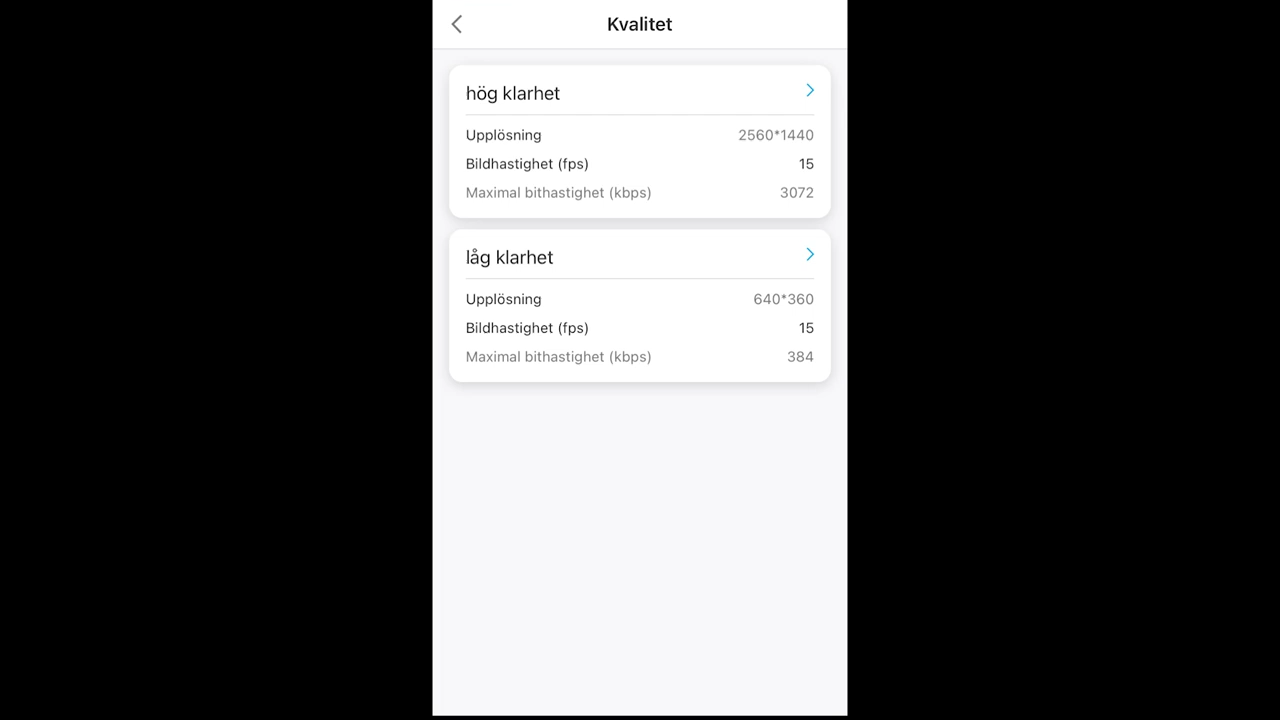 Kvalitet
hög klarhet
Upplösning 2560*1440
Bildhastighet (fps) 15
Maximal bithastighet (kbps) 3072
låg klarhet
Upplösning 640*360
Bildhastighet (fps) 15
Maximal bithastighet (kbps) 384